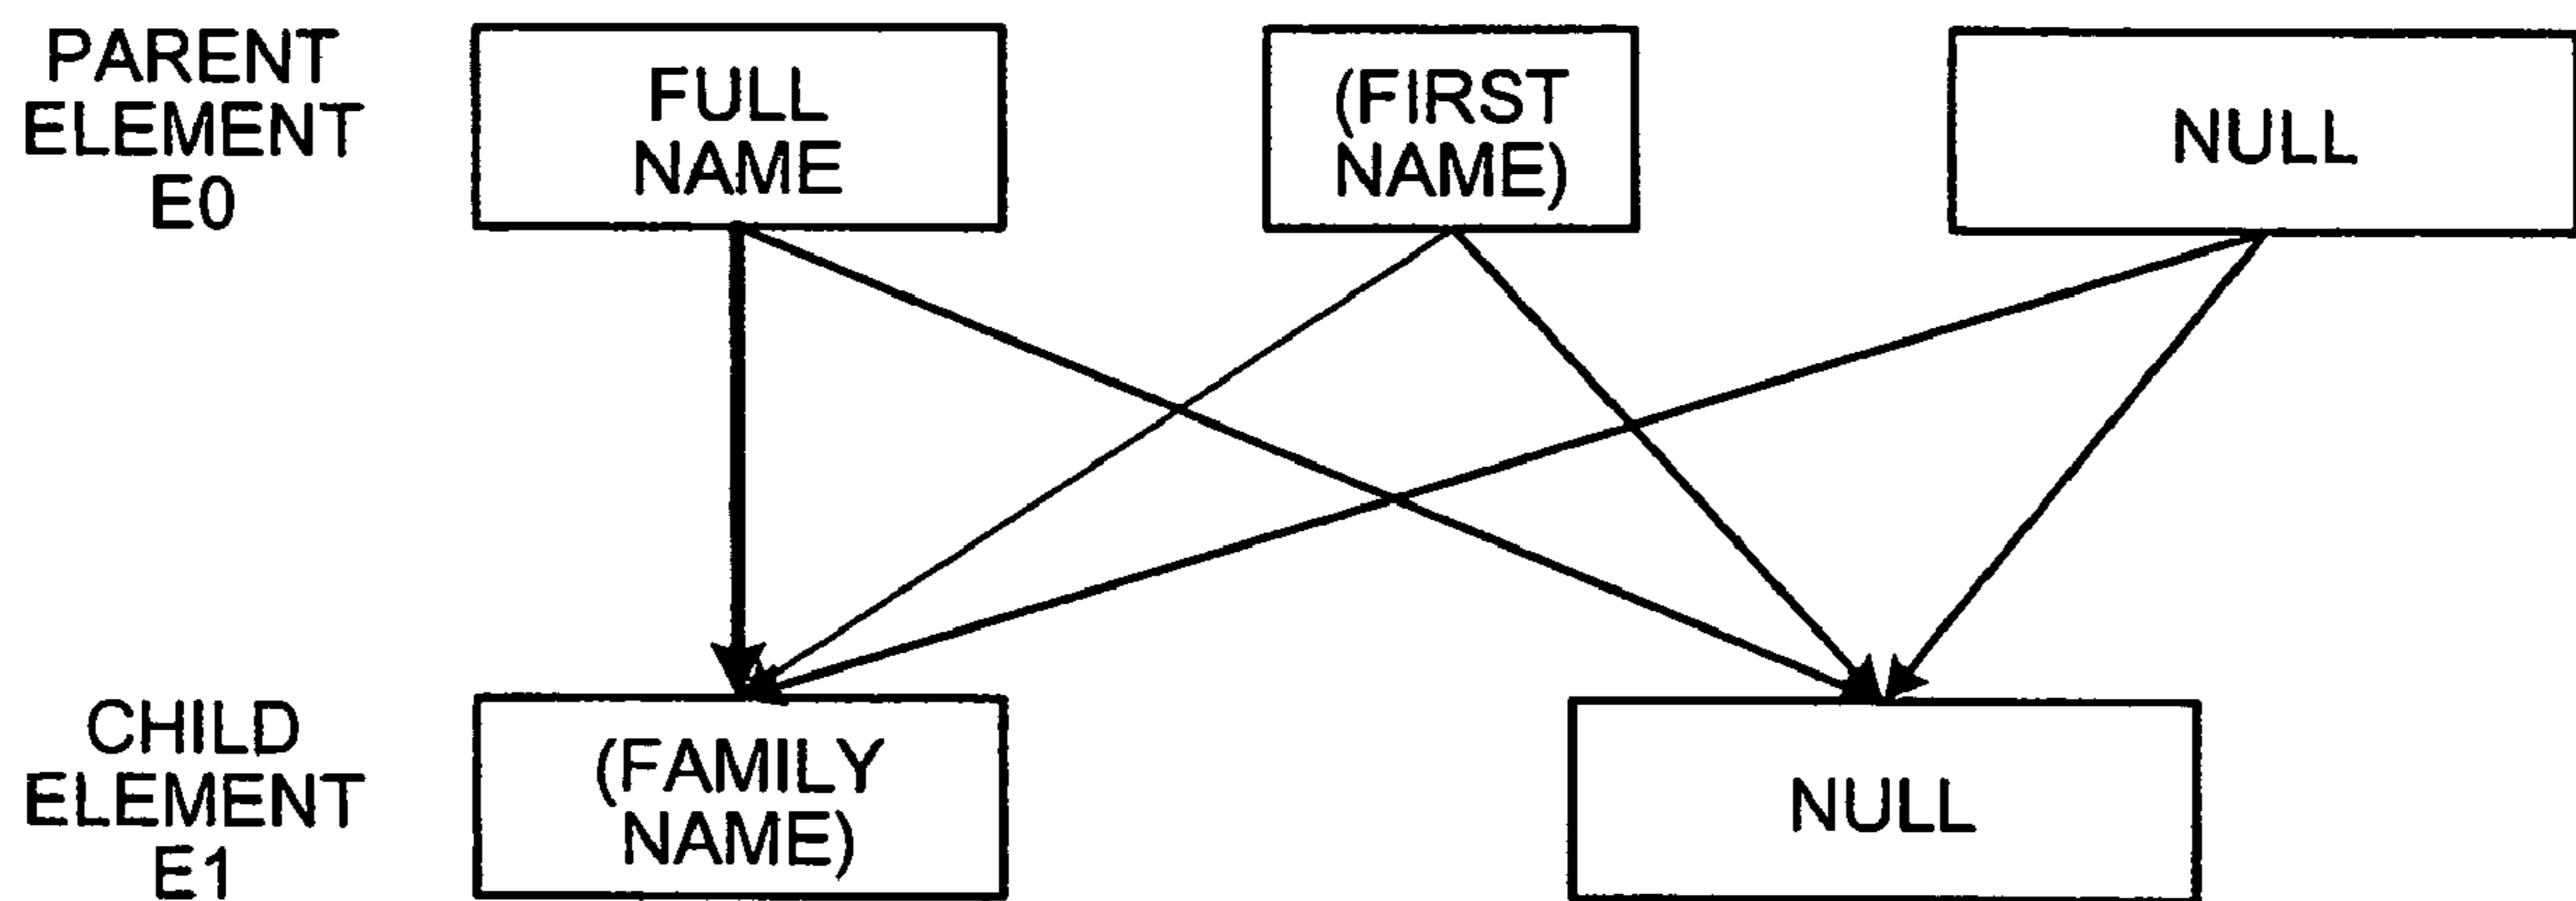 PARENT
ELEMENT
E0
FULL
NAME
(FIRST
NAME)
NULL
CHILD
ELEMENT
E1
(FAMILY
NAME)
NULL